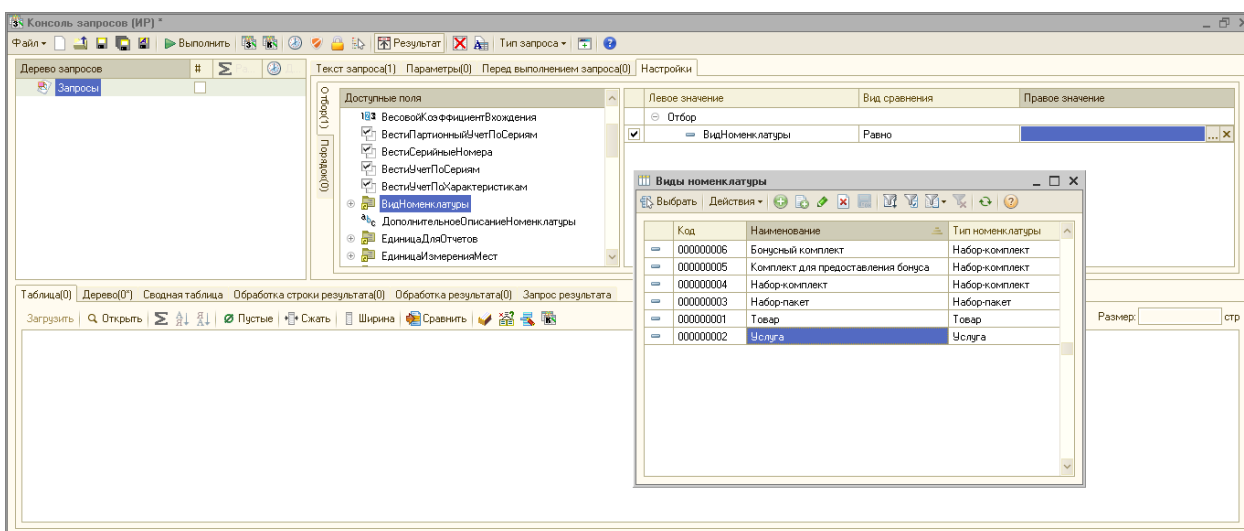 Консоль запросов (ИР) *
Файл Выполнить Результат Тип запроса
Дерево запросов #
Запросы
Текст запроса(1) Параметры(0) Перед выполнением запроса(0) Настройки
Отбор(1) Порядок(0)
Доступные поля
ВесовойКоэффициентВхождения
ВестиПартионныйУчетПоСериям
ВестиСерийныеНомера
ВестиУчетПоСериям
ВестиУчетПоХарактеристикам
ВидНоменклатуры
ДополнительноеОписаниеНоменклатуры
ЕдиницаДляОтчетов
ЕдиницаИзмеренияМест
Левое значение Вид сравнения Правое значение
Отбор
ВидНоменклатуры Равно ...
Виды номенклатуры
Выбрать Действия
Код Наименование Тип номенклатуры
000000006 Бонусный комплект Набор-комплект
000000005 Комплект для предоставления бонуса Набор-комплект
000000004 Набор-комплект Набор-комплект
000000003 Набор-пакет Набор-пакет
000000001 Товар Товар
000000002 Услуга Услуга
Таблица(0) Дерево(0*) Сводная таблица Обработка строки результата(0) Обработка результата(0) Запрос результата
Загрузить Открыть Пустые Сжать Ширина Сравнить Размер: стр